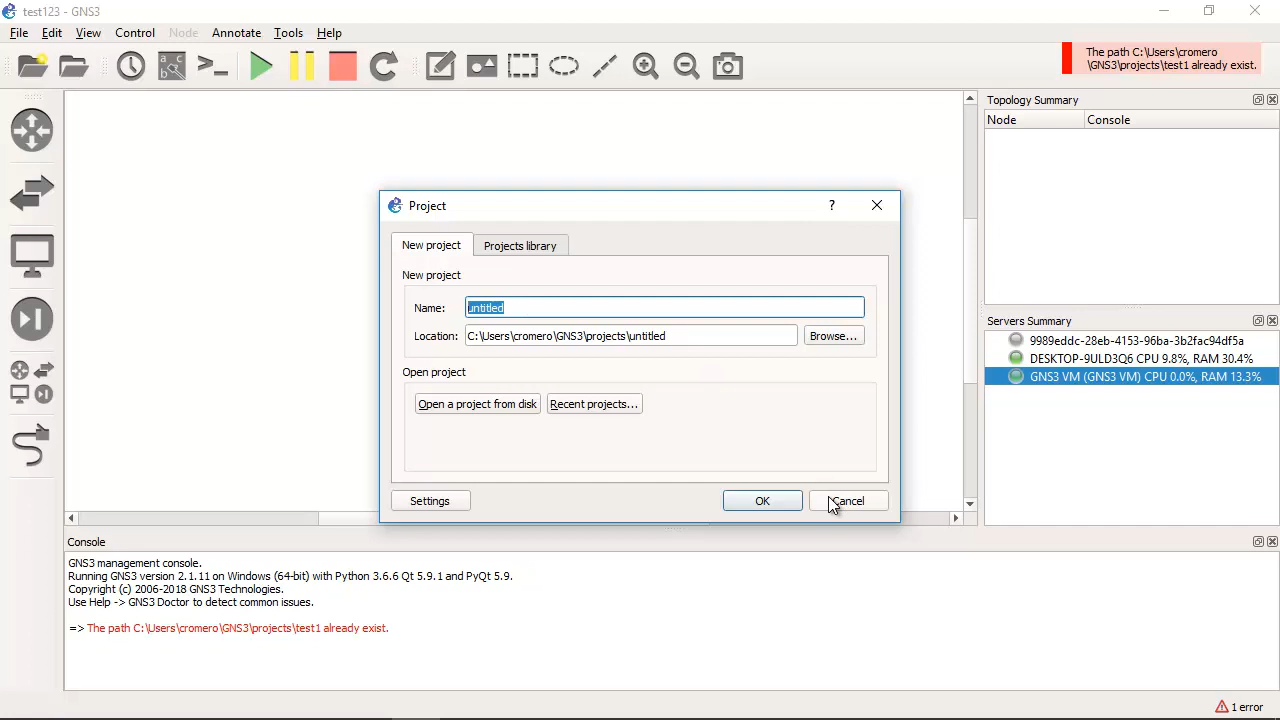 test123 - GNS3
File Edit View Control Node Annotate Tools Help
The path C:\Users\cromero
\GNS3\projects\test1 already exist.
Topology Summary
Node Console
Project
New project Projects library
New project
Name: untitled
Location: C:\Users\cromero\GNS3\projects\untitled Browse...
Open project
Open a project from disk Recent projects...
Settings OK Cancel
Servers Summary
9989eddc-28eb-4153-96ba-3b2fac94df5a
DESKTOP-9ULD3Q6 CPU 9.8%, RAM 30.4%
GNS3 VM (GNS3 VM) CPU 0.0%, RAM 13.3%
Console
GNS3 management console.
Running GNS3 version 2.1.11 on Windows (64-bit) with Python 3.6.6 Qt 5.9.1 and PyQt 5.9.
Copyright (c) 2006-2018 GNS3 Technologies.
Use Help -> GNS3 Doctor to detect common issues.
=> The path C:\Users\cromero\GNS3\projects\test1 already exist.
1 error